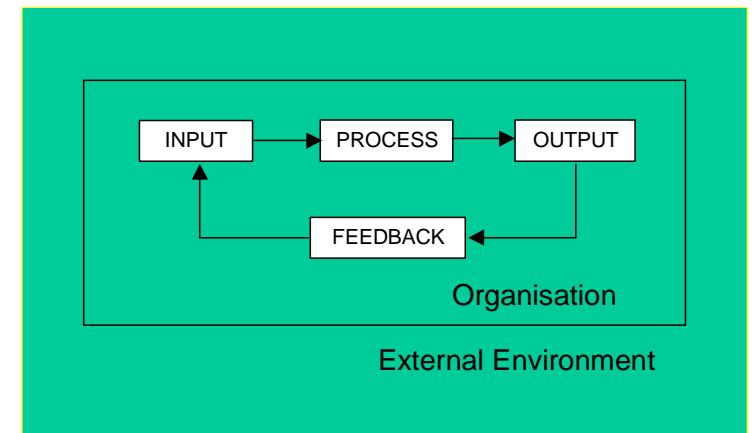 INPUT PROCESS OUTPUT
FEEDBACK
Organisation
External Environment